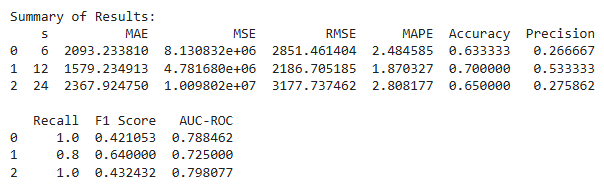 Summary of Results:
s MAE MSE RMSE MAPE Accuracy Precision
0 6 2093.233810 8.130832e+06 2851.461404 2.484585 0.633333 0.266667
1 12 1579.234913 4.781680e+06 2186.705185 1.870327 0.700000 0.533333
2 24 2367.924750 1.009802e+07 3177.737462 2.808177 0.650000 0.275862
Recall F1 Score AUC-ROC
0 1.0 0.421053 0.788462
1 0.8 0.640000 0.725000
2 1.0 0.432432 0.798077